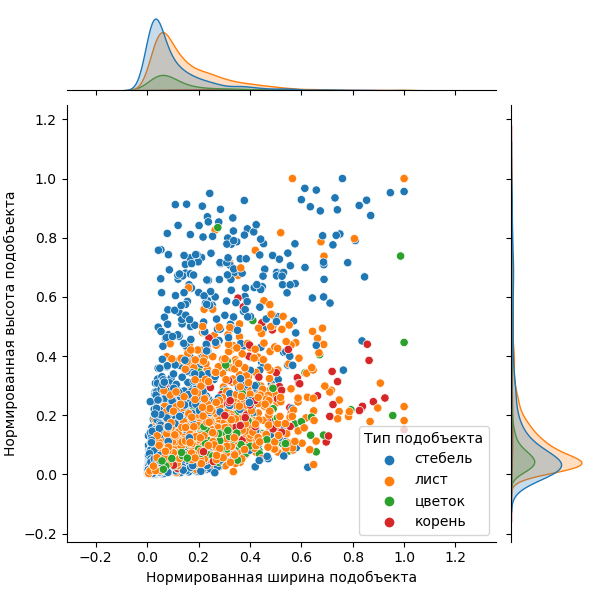 1.2
1.0
0.8
0.6
0.4
0.2
0.0
−0.2
Нормированная высота подобъекта
Тип подобъекта
стебель
лист
цветок
корень
−0.2 0.0 0.2 0.4 0.6 0.8 1.0 1.2
Нормированная ширина подобъекта